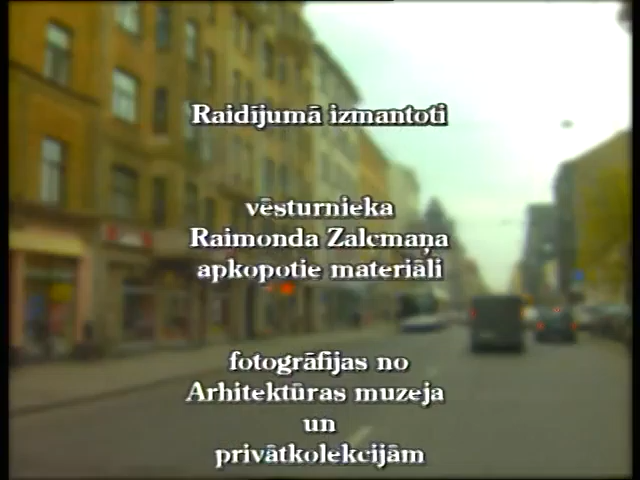 Raidījumā izmantoti
vēsturnieka
Raimonda Zalcmaņa
apkopotie materiāli
fotogrāfijas no
Arhitektūras muzeja
un
privātkolekcijām